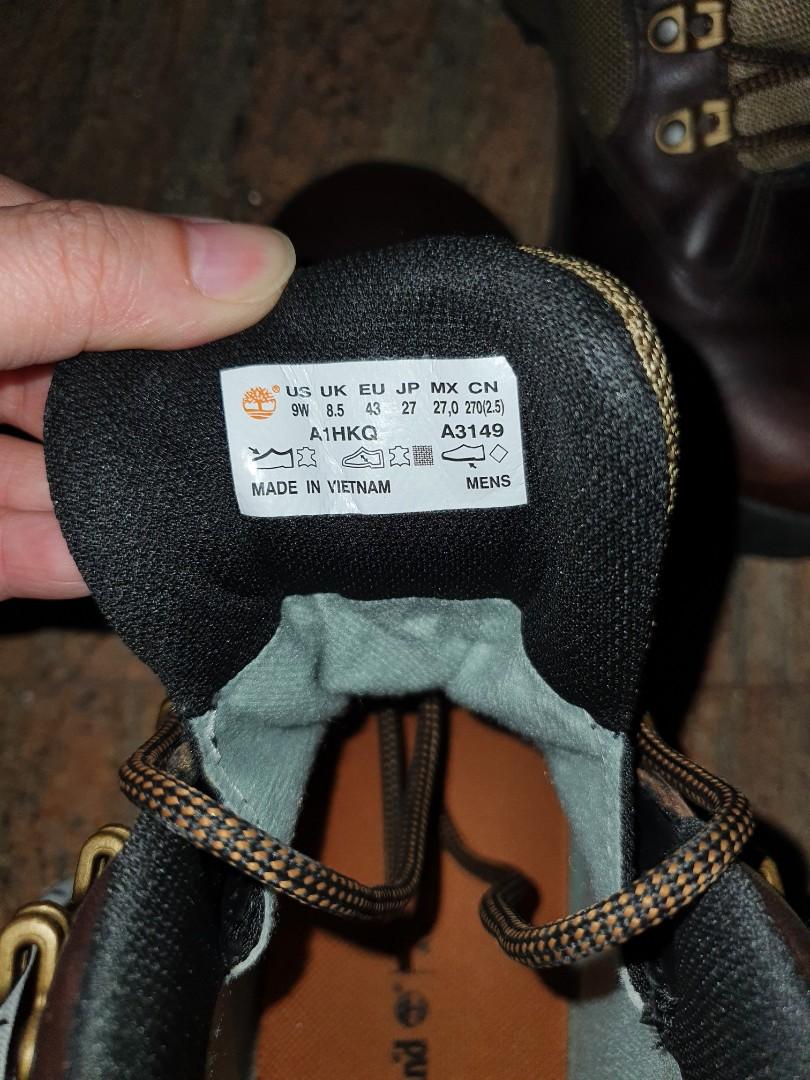 ® US UK EU JP MX CN
9W 8.5 43 27 27,0 270(2.5)
A1HKQ A3149
MADE IN VIETNAM MENS